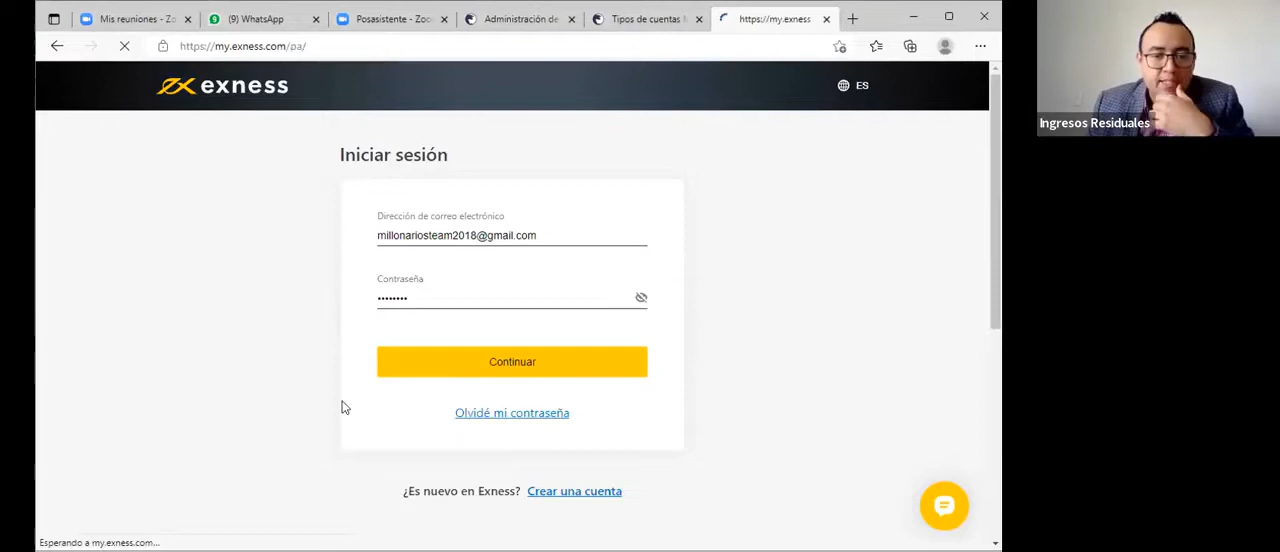 Mis reuniones - Zo
(9) WhatsApp
Posasistente - Zoo
Administración de
Tipos de cuentas
https://my.exness.com
https://my.exness.com/pa/
exness
ES
Iniciar sesión
Dirección de correo electrónico
millonariosteam2018@gmail.com
Contraseña
••••••••
Continuar
Olvidé mi contraseña
¿Es nuevo en Exness? Crear una cuenta
Esperando a my.exness.com...
Ingresos Residuales